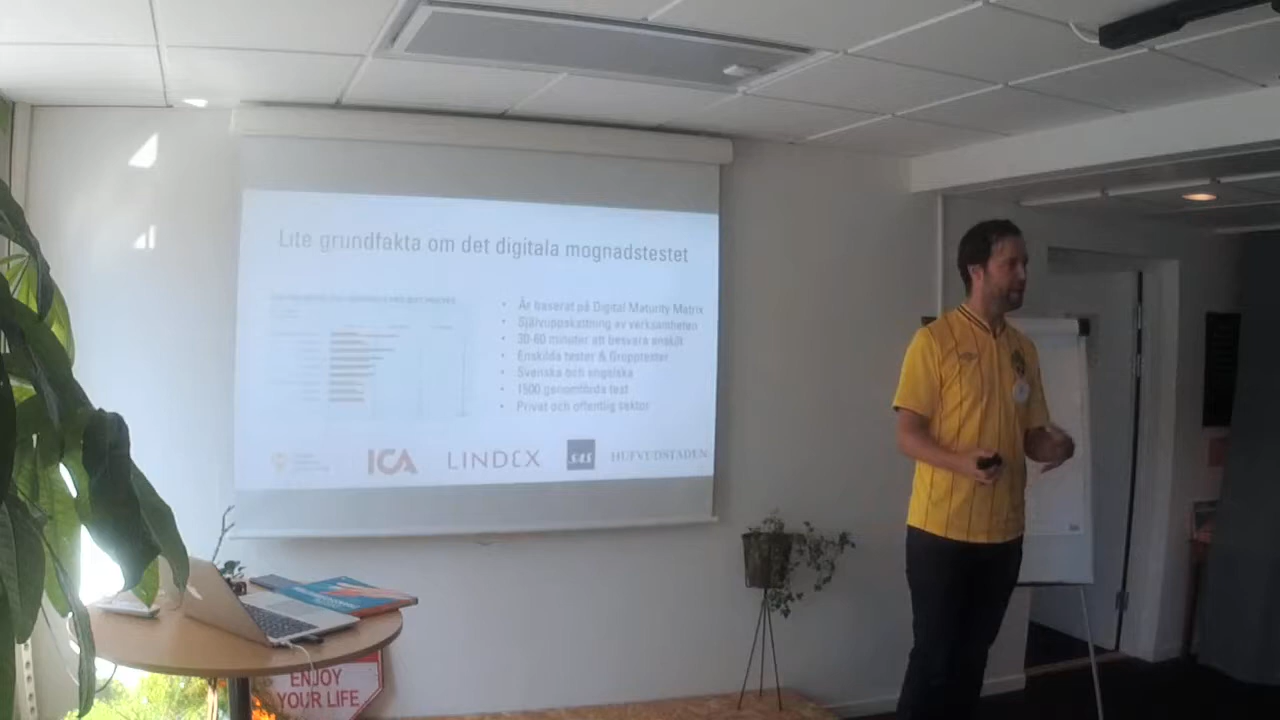 Lite grundfakta om det digitala mognadstestet
• Är baserat på Digital Maturity Matrix
• Självuppskattning av verksamheten
• 30-60 minuter att besvara enskilt
• Enskilda tester & Grupptester
• Svenska och engelska
• 1500 genomförda test
• Privat och offentlig sektor
ICA
LINDEX
SAS
HUFVUDSTADEN
ENJOY
YOUR LIFE